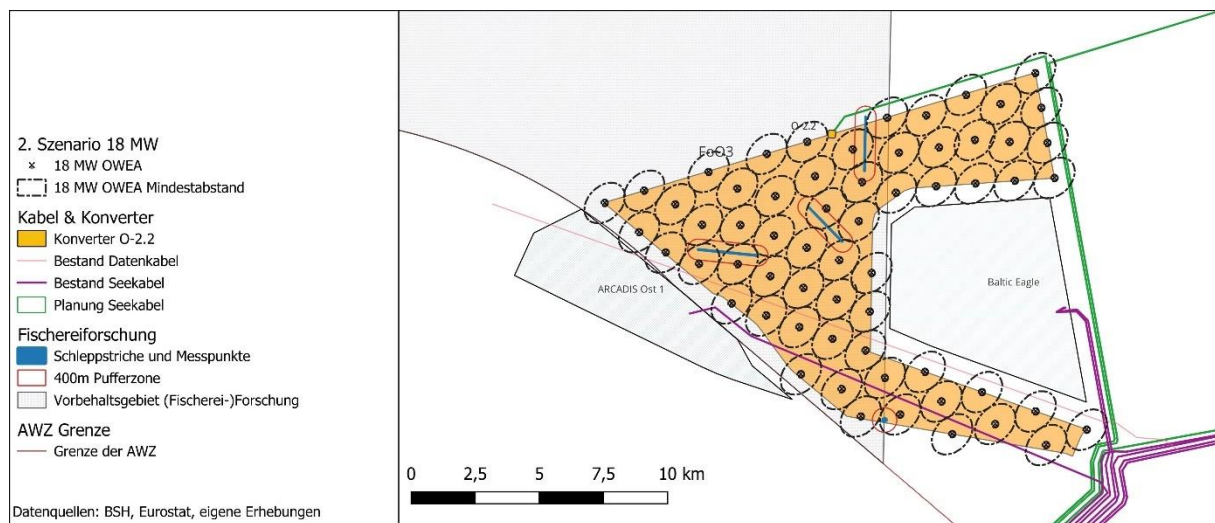 2. Szenario 18 MW
18 MW OWEA
18 MW OWEA Mindestabstand
Kabel & Konverter
Konverter O-2.2
Bestand Datenkabel
Bestand Seekabel
Planung Seekabel
Fischereiforschung
Schleppstriche und Messpunkte
400m Pufferzone
Vorbehaltsgebiet (Fischerei-)Forschung
AWZ Grenze
Grenze der AWZ
Datenquellen: BSH, Eurostat, eigene Erhebungen
O-2.2
FoO3
ARCADIS Ost 1
Baltic Eagle
0 2,5 5 7,5 10 km